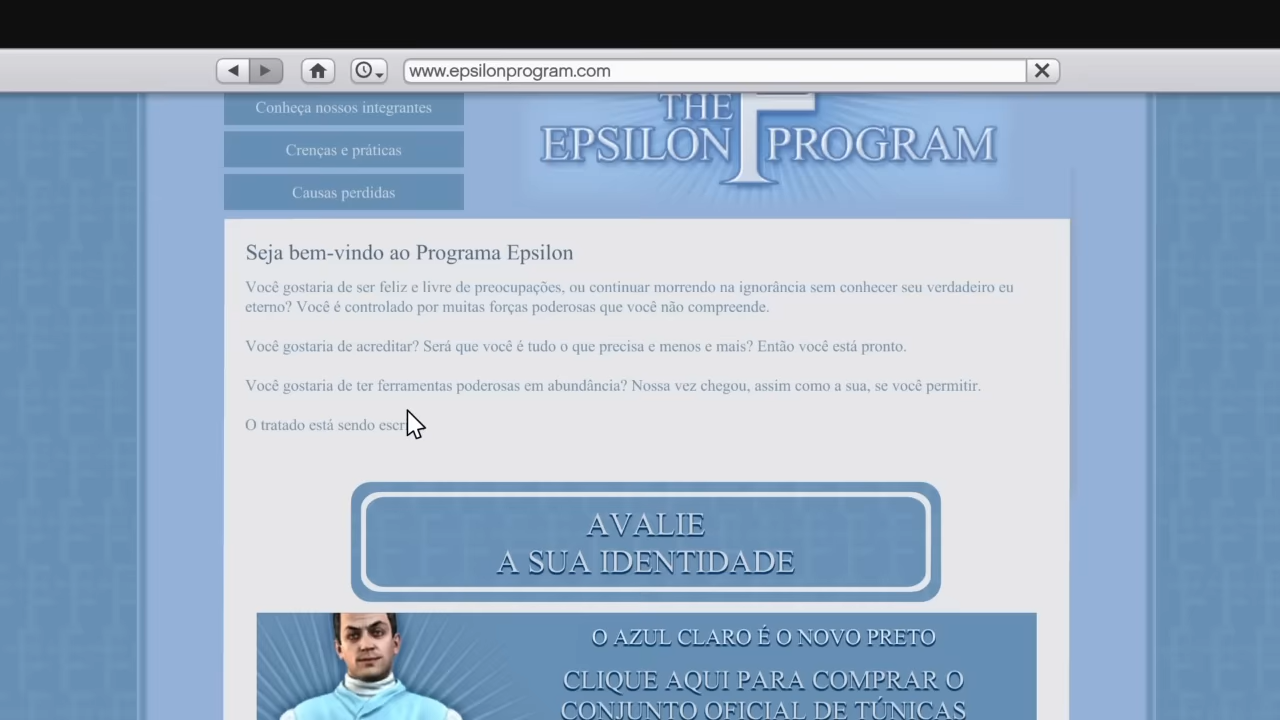 www.epsilonprogram.com
Conheça nossos integrantes
Crenças e práticas
Causas perdidas
THE
EPSILON PROGRAM
Seja bem-vindo ao Programa Epsilon
Você gostaria de ser feliz e livre de preocupações, ou continuar morrendo na ignorância sem conhecer seu verdadeiro eu
eterno? Você é controlado por muitas forças poderosas que você não compreende.
Você gostaria de acreditar? Será que você é tudo o que precisa e menos e mais? Então você está pronto.
Você gostaria de ter ferramentas poderosas em abundância? Nossa vez chegou, assim como a sua, se você permitir.
O tratado está sendo
AVALIE
A SUA IDENTIDADE
O AZUL CLARO É O NOVO PRETO
CLIQUE AQUI PARA COMPRAR O
CONJUNTO OFICIAL DE TÚNICAS